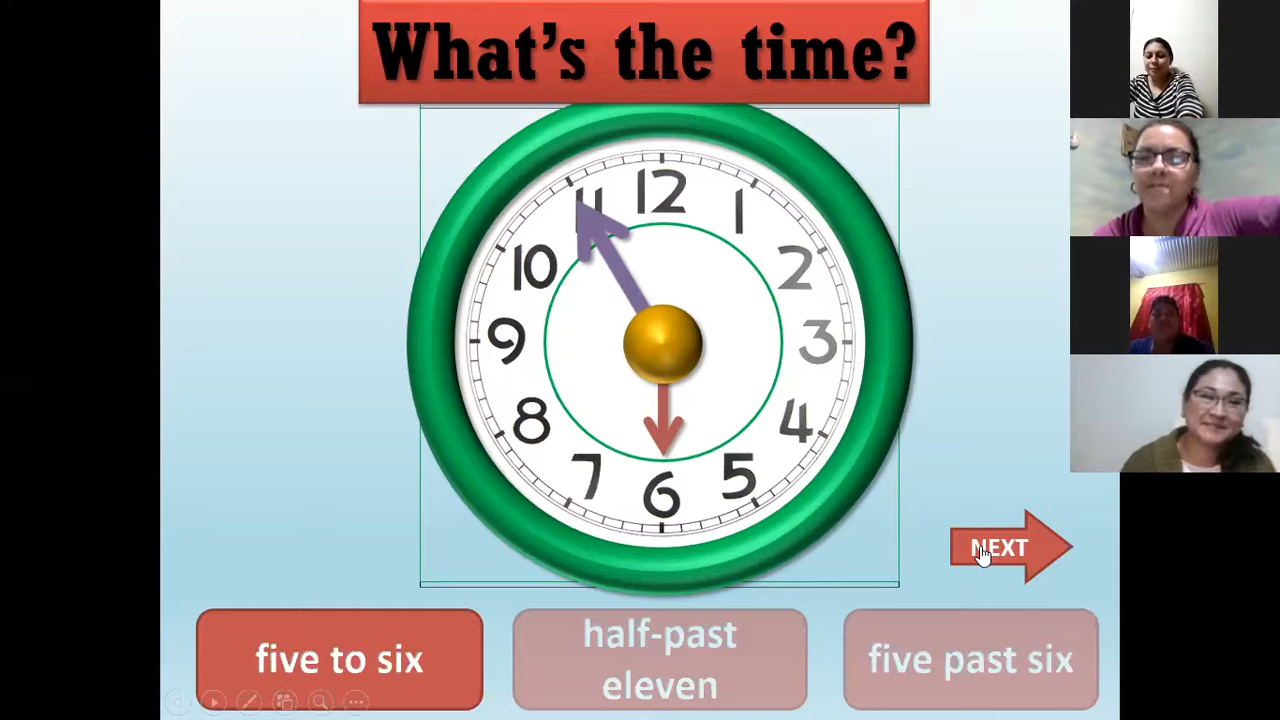 What's the time?
12
1
2
3
4
5
6
7
8
9
10
11
NEXT
five to six
half-past
eleven
five past six